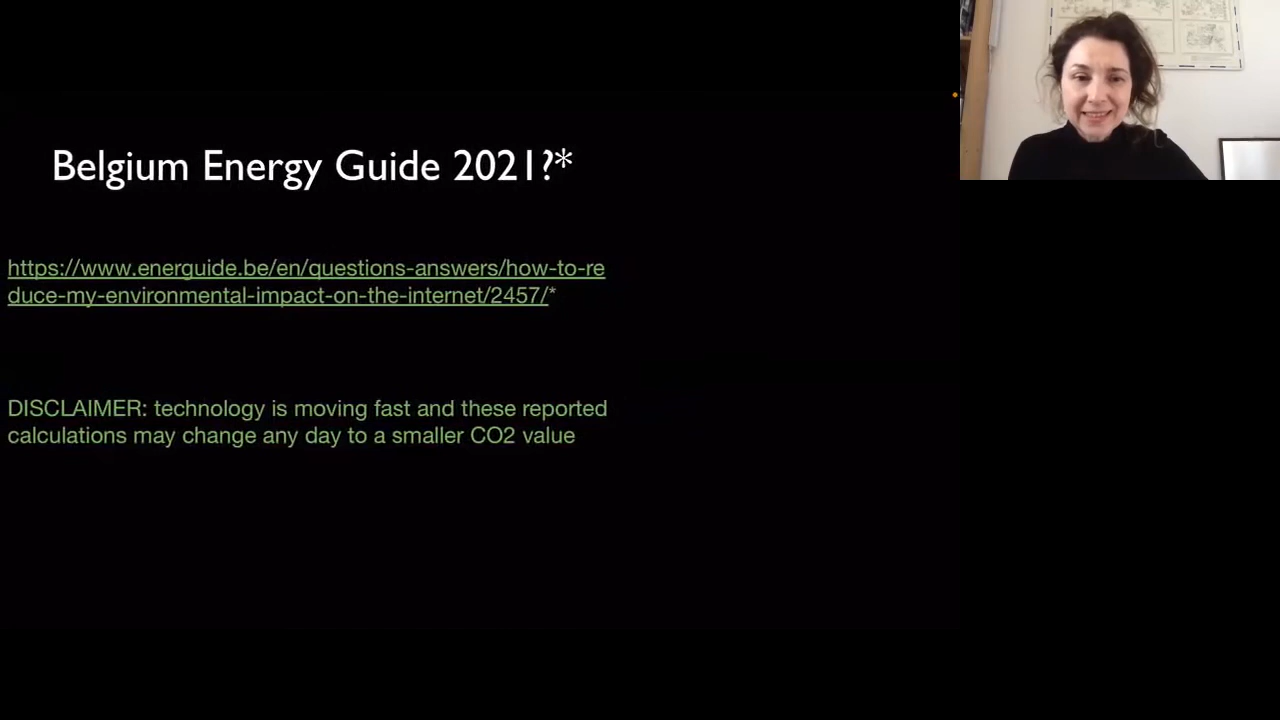 Belgium Energy Guide 2021?*
https://www.energuide.be/en/questions-answers/how-to-re
duce-my-environmental-impact-on-the-internet/2457/*
DISCLAIMER: technology is moving fast and these reported
calculations may change any day to a smaller CO2 value